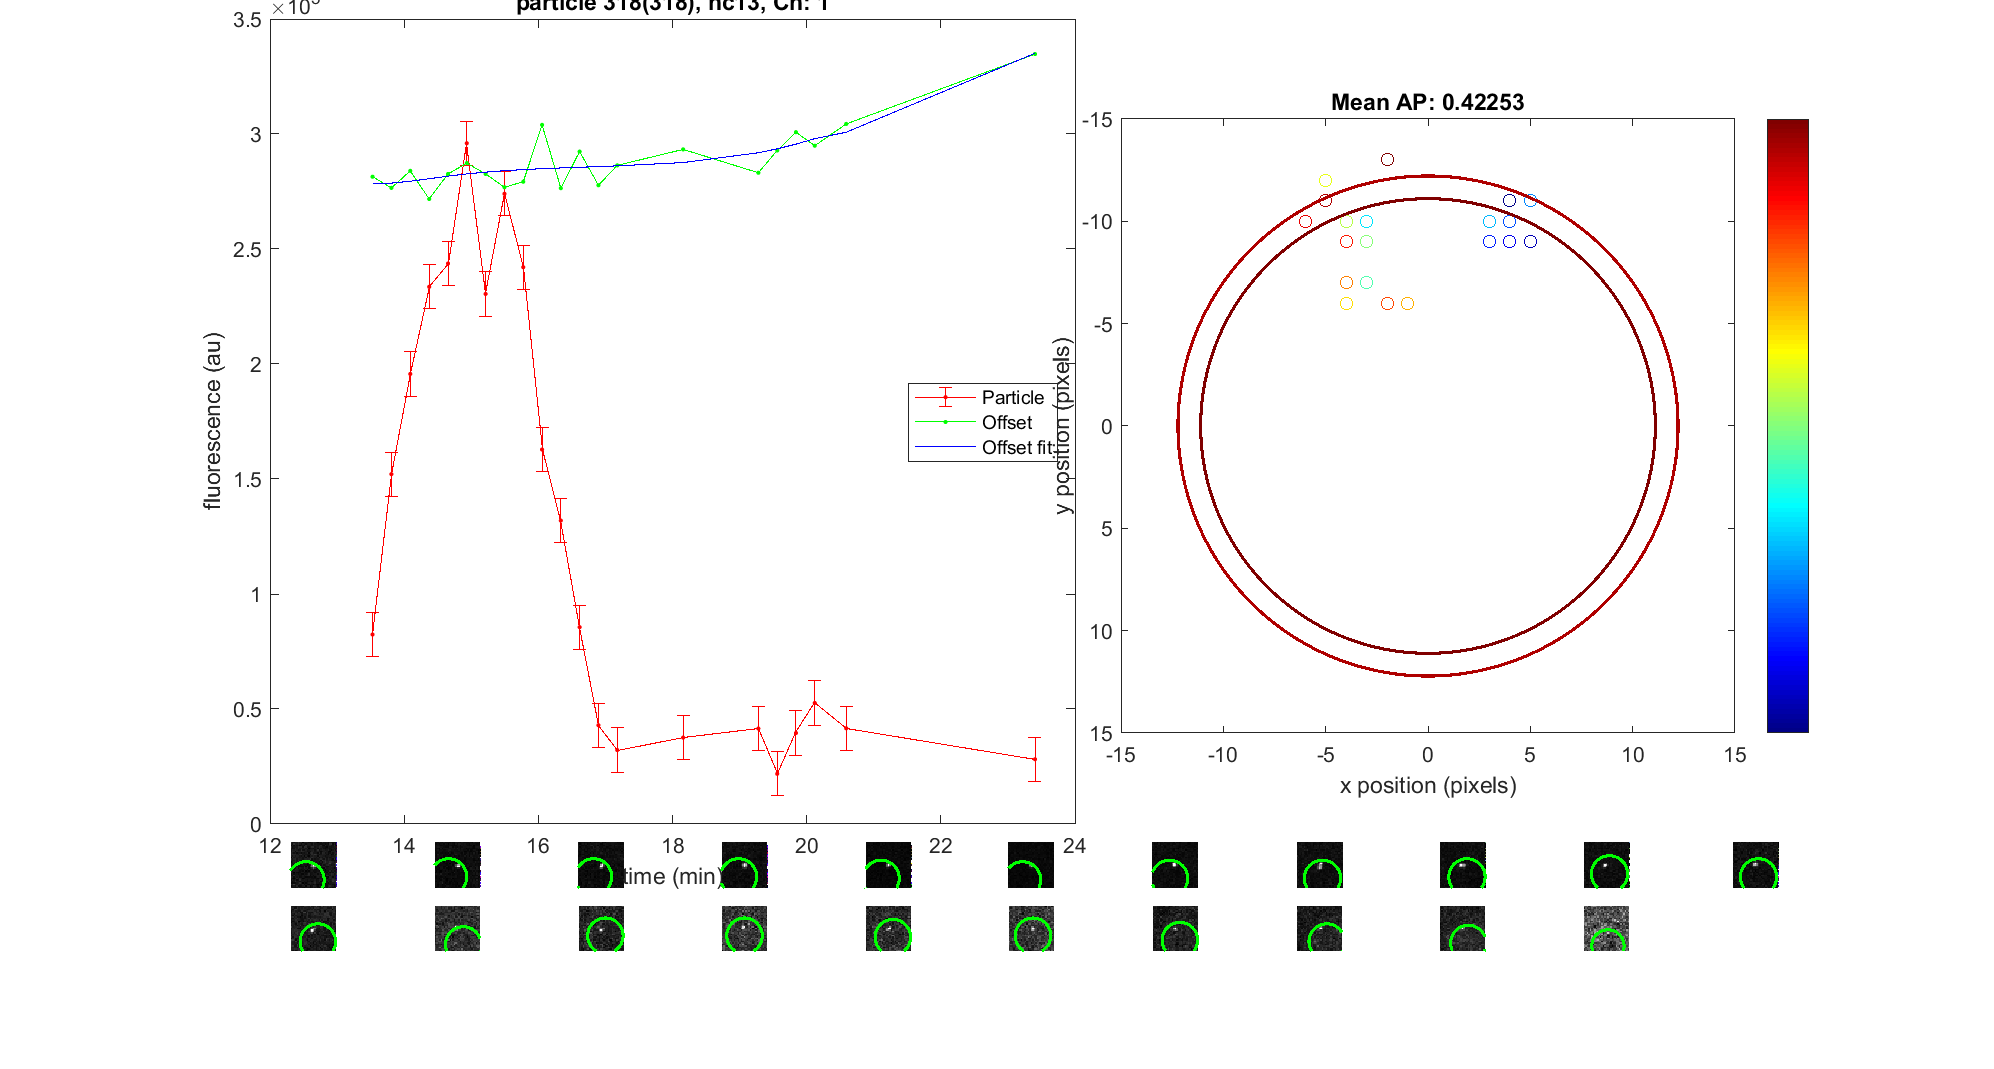 particle 318(318), nc13, Ch: 1
3.5
3
2.5
2
1.5
1
0.5
0
fluorescence (au)
12 14 16 18 20 22 24
time (min)
Particle
Offset
Offset fit
Mean AP: 0.42253
-15
-10
-5
0
5
10
15
y position (pixels)
-15 -10 -5 0 5 10 15
x position (pixels)